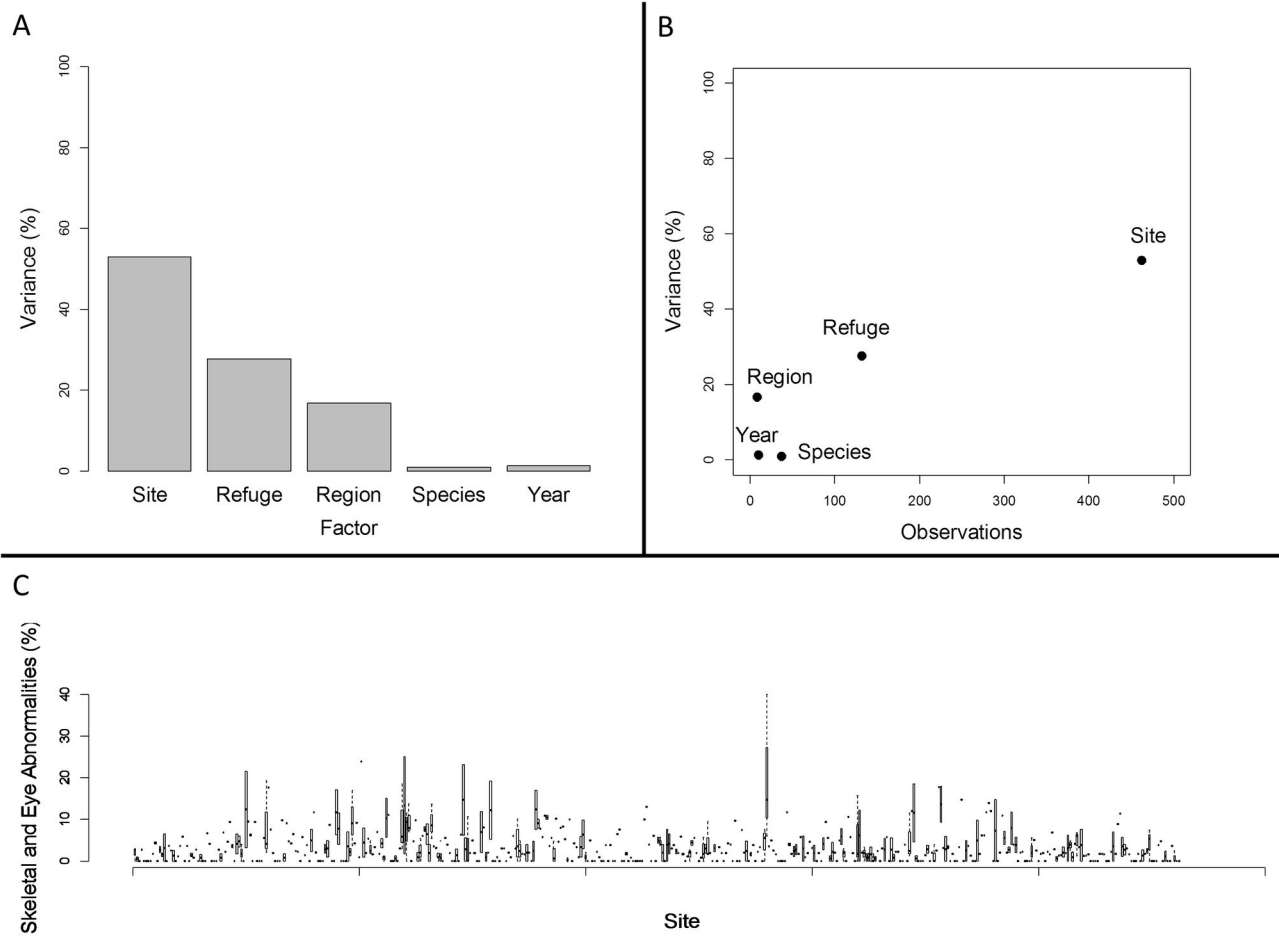 A
Variance (%)
100
80
60
40
20
0
Site Refuge Region Species Year
Factor
B
Variance (%)
100
80
60
40
20
0
Site
Refuge
Region
Year
Species
0 100 200 300 400 500
Observations
C
Skeletal and Eye Abnormalities (%)
40
30
20
10
0
Site